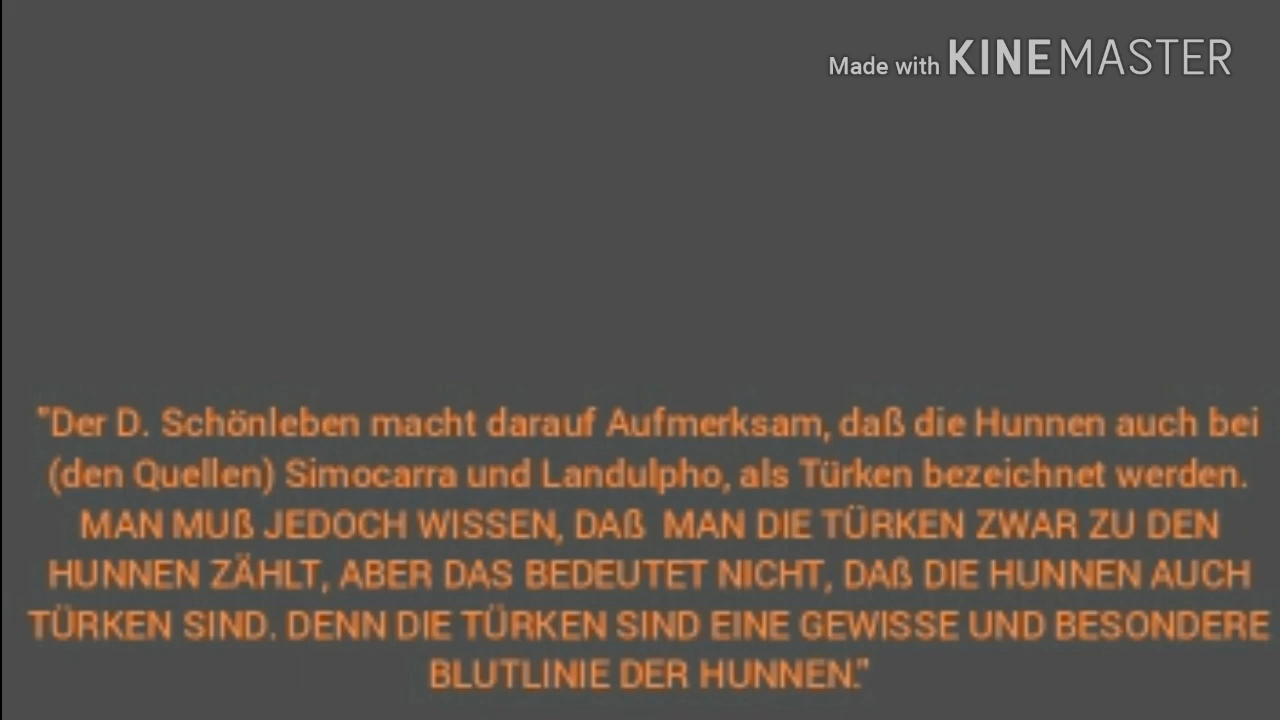 Made with KINEMASTER
"Der D. Schönleben macht darauf Aufmerksam, daß die Hunnen auch bei
(den Quellen) Simocarra und Landulpho, als Türken bezeichnet werden.
MAN MUß JEDOCH WISSEN, DAß MAN DIE TÜRKEN ZWAR ZU DEN
HUNNEN ZÄHLT, ABER DAS BEDEUTET NICHT, DAß DIE HUNNEN AUCH
TÜRKEN SIND. DENN DIE TÜRKEN SIND EINE GEWISSE UND BESONDERE
BLUTLINIE DER HUNNEN."